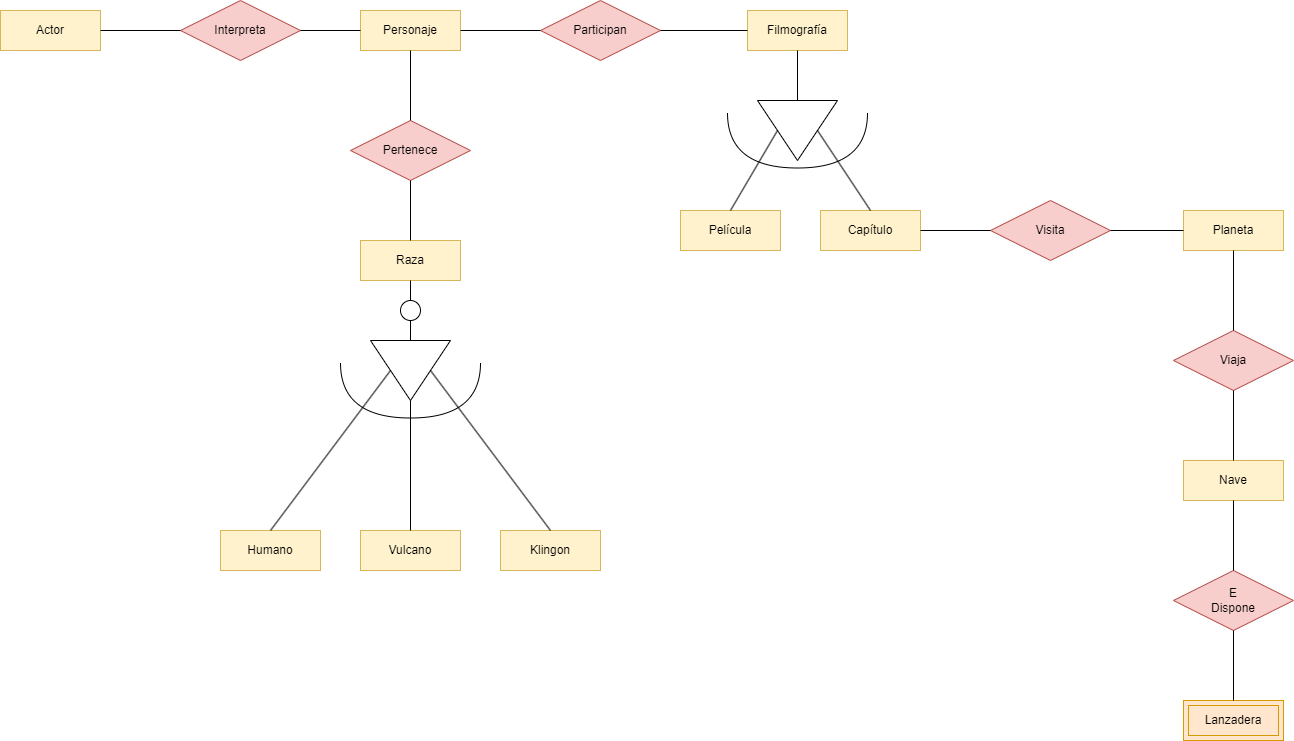 Actor
Interpreta
Personaje
Participan
Filmografía
Pertenece
Película
Capítulo
Visita
Planeta
Raza
Viaja
Nave
Humano
Vulcano
Klingon
E
Dispone
Lanzadera